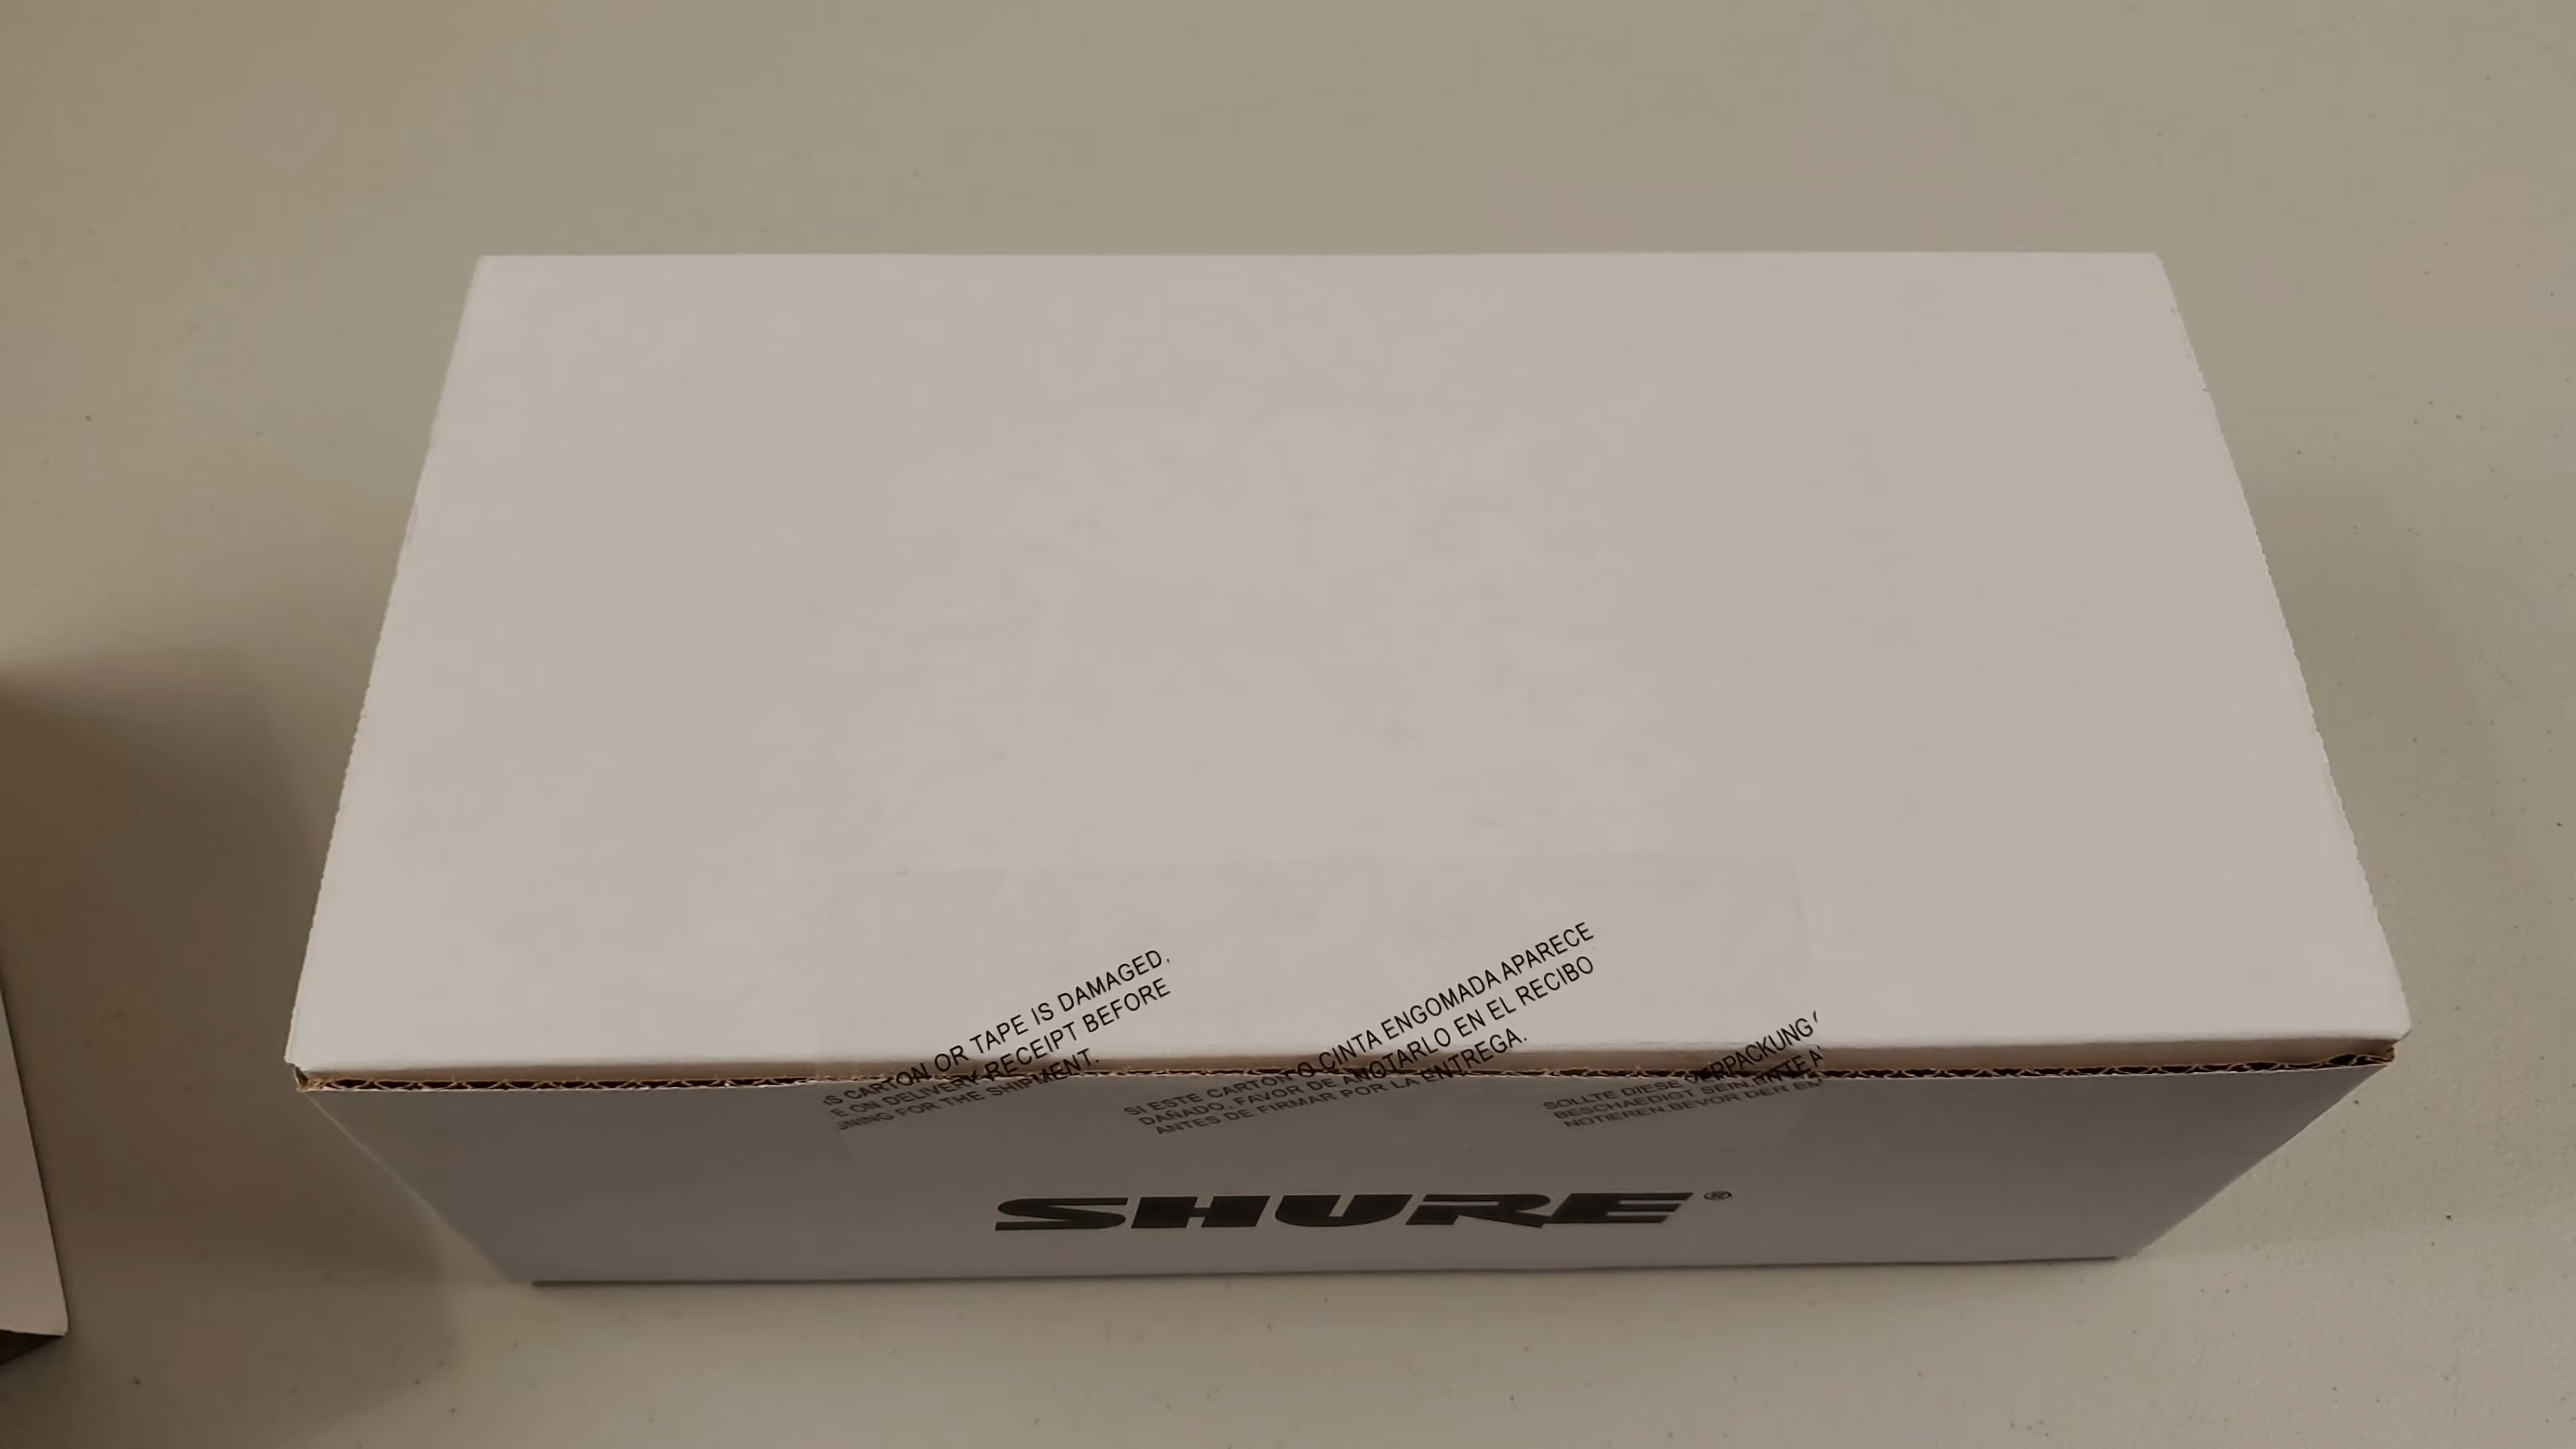 S CARTON OR TAPE IS DAMAGED,
E ON DELIVERY RECEIPT BEFORE
NING FOR THE SHIPMENT.
SI ESTE CARTON O CINTA ENGOMADA APARECE
DAÑADO, FAVOR DE ANOTARLO EN EL RECIBO
ANTES DE FIRMAR POR LA ENTREGA.
SOLLTE DIESE VERPACKUNG
BESCHAEDIGT SEIN, BITTE
NOTIEREN, BEVOR DER
SHURE®